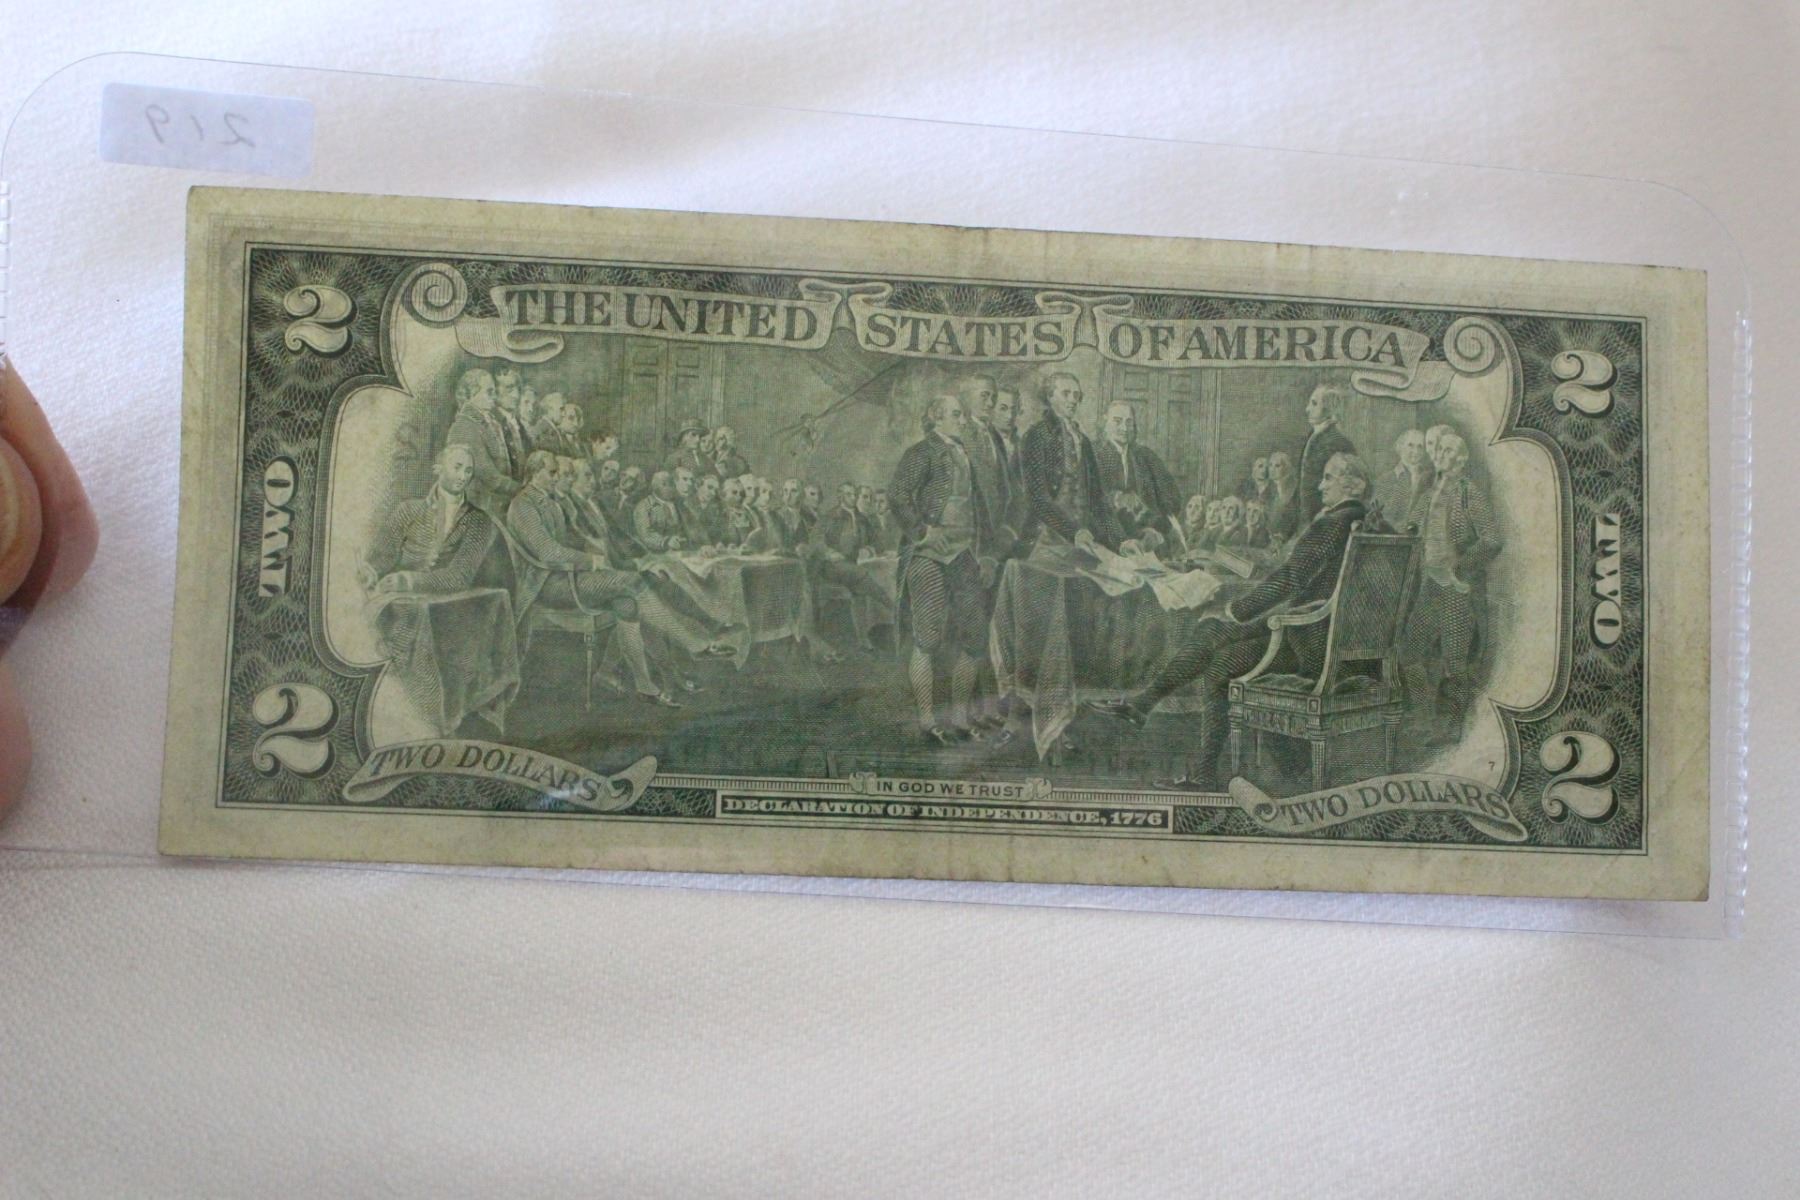 219
2 THE UNITED STATES OF AMERICA 2
TWO
TWO
2 TWO DOLLARS IN GOD WE TRUST TWO DOLLARS 2
DECLARATION OF INDEPENDENCE, 1776
7